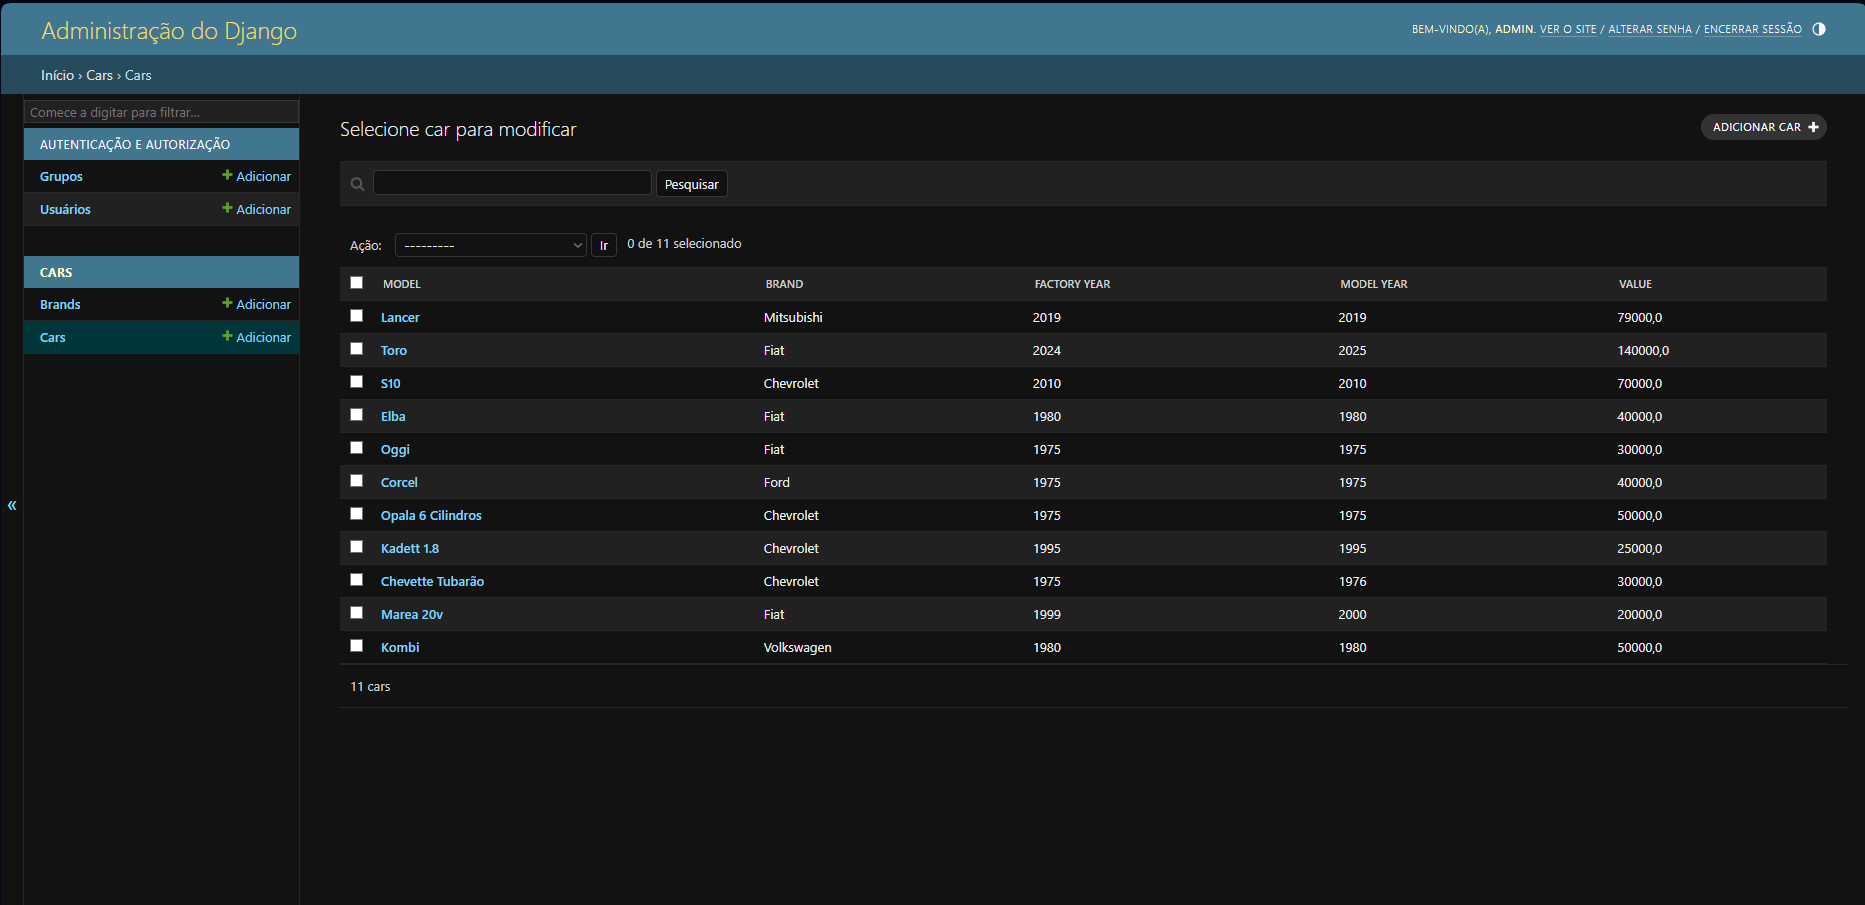 Administração do Django
BEM-VINDO(A), ADMIN. VER O SITE / ALTERAR SENHA / ENCERRAR SESSÃO
Início › Cars › Cars
Comece a digitar para filtrar...
AUTENTICAÇÃO E AUTORIZAÇÃO
Grupos + Adicionar
Usuários + Adicionar
CARS
Brands + Adicionar
Cars + Adicionar
«
Selecione car para modificar
ADICIONAR CAR +
Pesquisar
Ação: --------- Ir 0 de 11 selecionado
MODEL BRAND FACTORY YEAR MODEL YEAR VALUE
Lancer Mitsubishi 2019 2019 79000,0
Toro Fiat 2024 2025 140000,0
S10 Chevrolet 2010 2010 70000,0
Elba Fiat 1980 1980 40000,0
Oggi Fiat 1975 1975 30000,0
Corcel Ford 1975 1975 40000,0
Opala 6 Cilindros Chevrolet 1975 1975 50000,0
Kadett 1.8 Chevrolet 1995 1995 25000,0
Chevette Tubarão Chevrolet 1975 1976 30000,0
Marea 20v Fiat 1999 2000 20000,0
Kombi Volkswagen 1980 1980 50000,0
11 cars